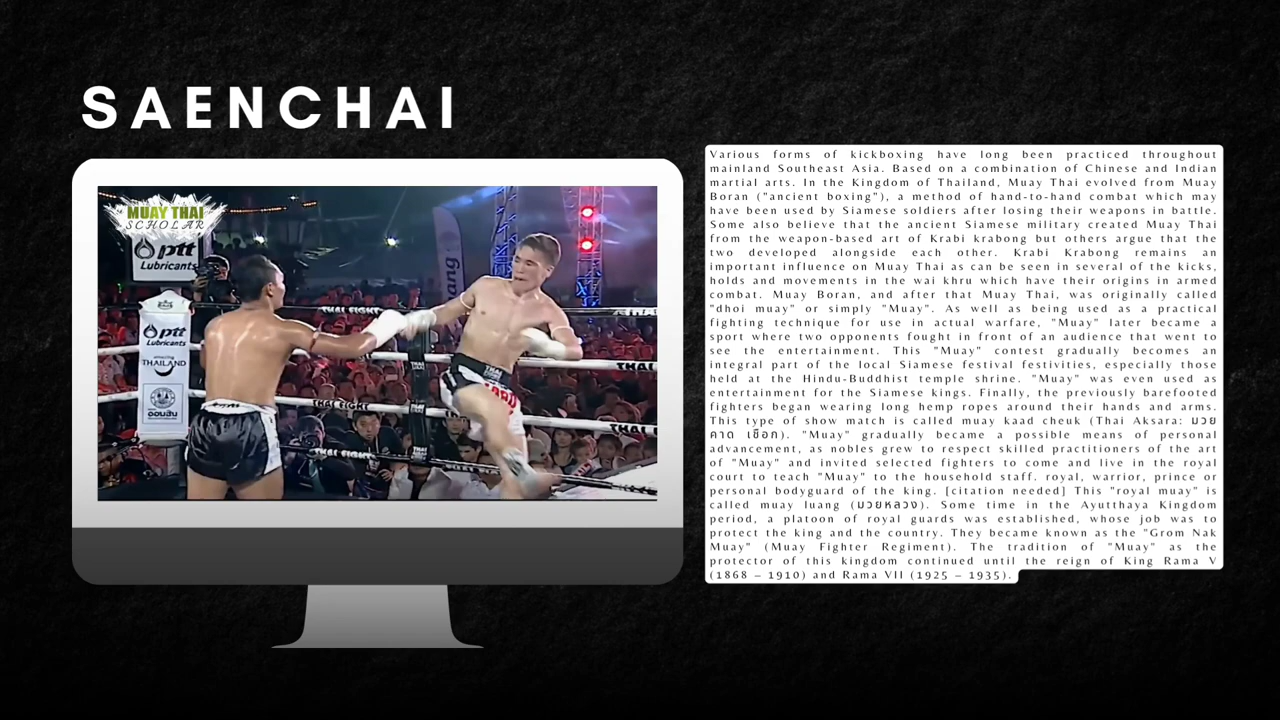 SAENCHAI
MUAY THAI
SCHOLAR
ptt
Lubricants
ptt
Lubricants
amazing
THAILAND
ออมสิน
THAI FIGHT
THAI FIGHT
THAI FIGHT
Various forms of kickboxing have long been practiced throughout
mainland Southeast Asia. Based on a combination of Chinese and Indian
martial arts. In the Kingdom of Thailand, Muay Thai evolved from Muay
Boran ("ancient boxing"), a method of hand-to-hand combat which may
have been used by Siamese soldiers after losing their weapons in battle.
Some also believe that the ancient Siamese military created Muay Thai
from the weapon-based art of Krabi krabong but others argue that the
two developed alongside each other. Krabi Krabong remains an
important influence on Muay Thai as can be seen in several of the kicks,
holds and movements in the wai khru which have their origins in armed
combat. Muay Boran, and after that Muay Thai, was originally called
"dhoi muay" or simply "Muay". As well as being used as a practical
fighting technique for use in actual warfare, "Muay" later became a
sport where two opponents fought in front of an audience that went to
see the entertainment. This "Muay" contest gradually becomes an
integral part of the local Siamese festival festivities, especially those
held at the Hindu-Buddhist temple shrine. "Muay" was even used as
entertainment for the Siamese kings. Finally, the previously barefooted
fighters began wearing long hemp ropes around their hands and arms.
This type of show match is called muay kaad cheuk (Thai Aksara: มวย
คาด เชือก). "Muay" gradually became a possible means of personal
advancement, as nobles grew to respect skilled practitioners of the art
of "Muay" and invited selected fighters to come and live in the royal
court to teach "Muay" to the household staff. royal, warrior, prince or
personal bodyguard of the king. [citation needed] This "royal muay" is
called muay luang (มวยหลวง). Some time in the Ayutthaya Kingdom
period, a platoon of royal guards was established, whose job was to
protect the king and the country. They became known as the "Grom Nak
Muay" (Muay Fighter Regiment). The tradition of "Muay" as the
protector of this kingdom continued until the reign of King Rama V
(1868 – 1910) and Rama VII (1925 – 1935).